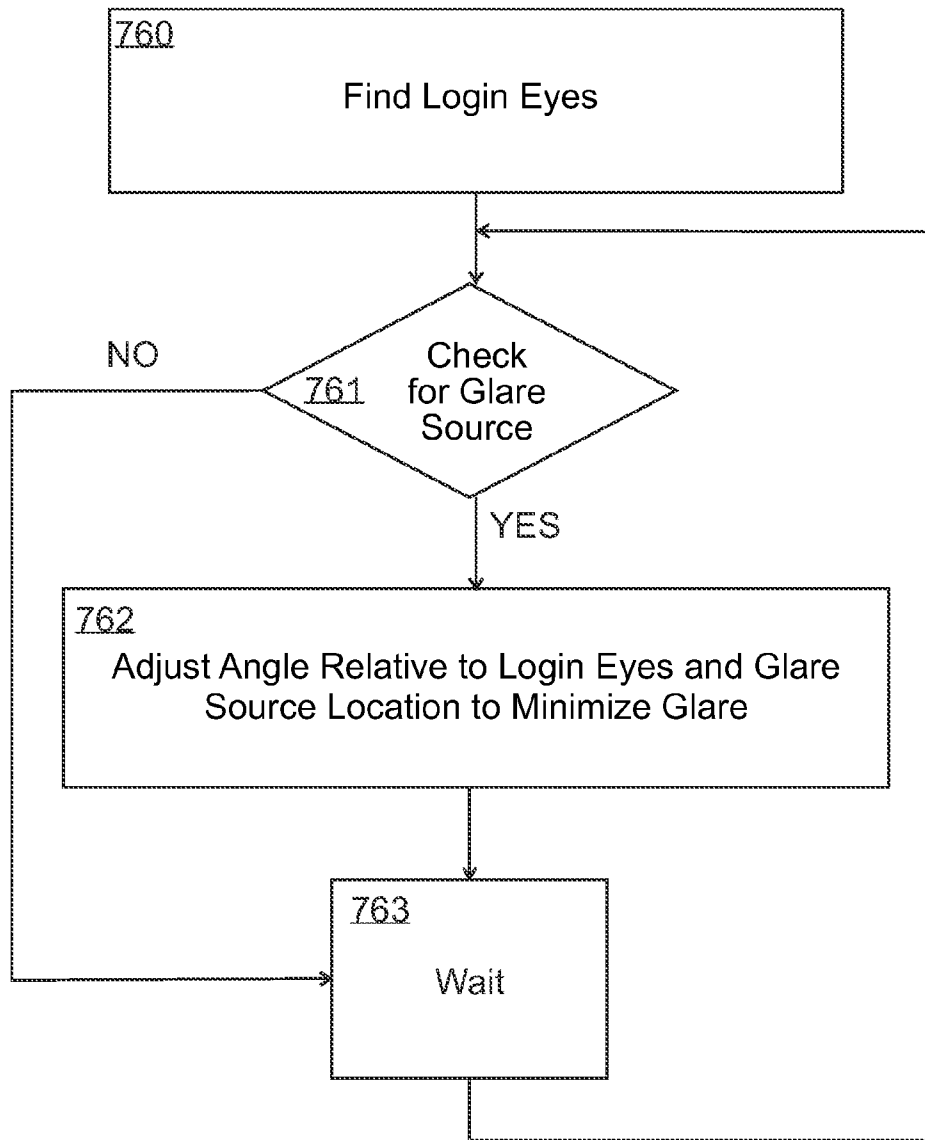 760
Find Login Eyes
NO
761
Check
for Glare
Source
YES
762
Adjust Angle Relative to Login Eyes and Glare
Source Location to Minimize Glare
763
Wait